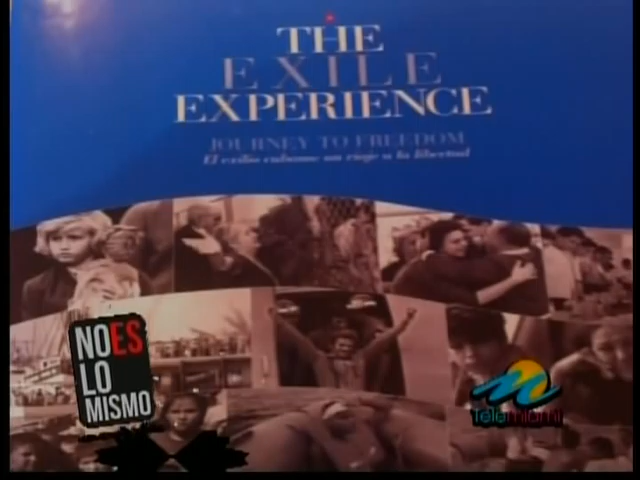 THE
EXILE
EXPERIENCE
JOURNEY TO FREEDOM
El exilio cubano un viaje a la libertad
NO ES
LO
MISMO
Telemiami